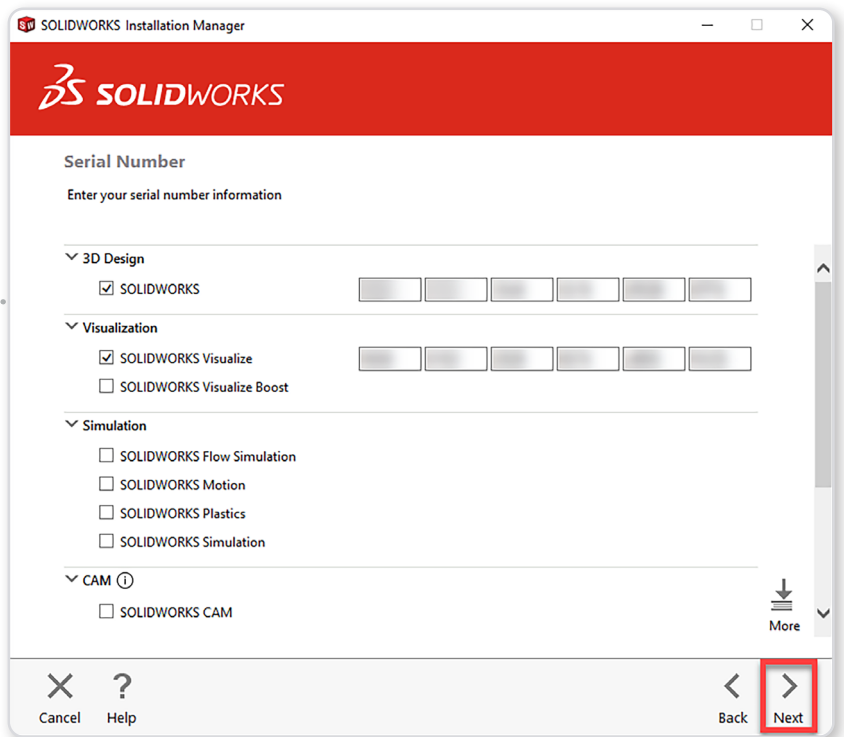 SW SOLIDWORKS Installation Manager
3S SOLIDWORKS
Serial Number
Enter your serial number information
3D Design
SOLIDWORKS
Visualization
SOLIDWORKS Visualize
SOLIDWORKS Visualize Boost
Simulation
SOLIDWORKS Flow Simulation
SOLIDWORKS Motion
SOLIDWORKS Plastics
SOLIDWORKS Simulation
CAM
SOLIDWORKS CAM
More
Cancel Help Back Next